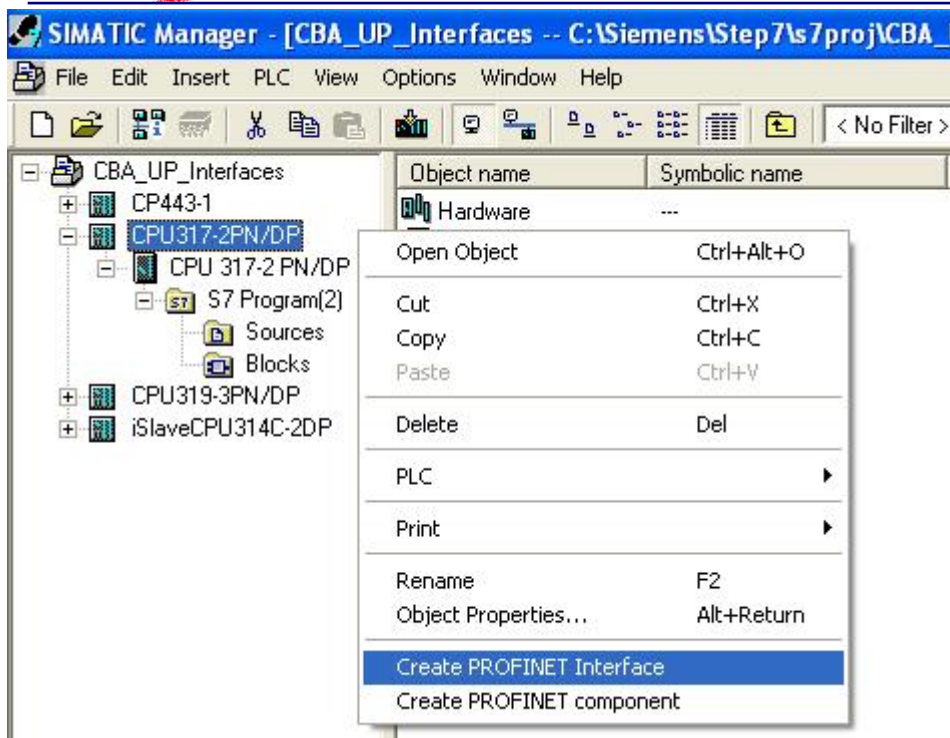 SIMATIC Manager - [CBA_UP_Interfaces -- C:\Siemens\Step7\s7proj\CBA_
File Edit Insert PLC View Options Window Help
< No Filter >
CBA_UP_Interfaces
CP443-1
CPU317-2PN/DP
CPU 317-2 PN/DP
S7 Program(2)
Sources
Blocks
CPU319-3PN/DP
iSlaveCPU314C-2DP
Object name Symbolic name
Hardware ---
Open Object Ctrl+Alt+O
Cut Ctrl+X
Copy Ctrl+C
Paste Ctrl+V
Delete Del
PLC
Print
Rename F2
Object Properties... Alt+Return
Create PROFINET Interface
Create PROFINET component